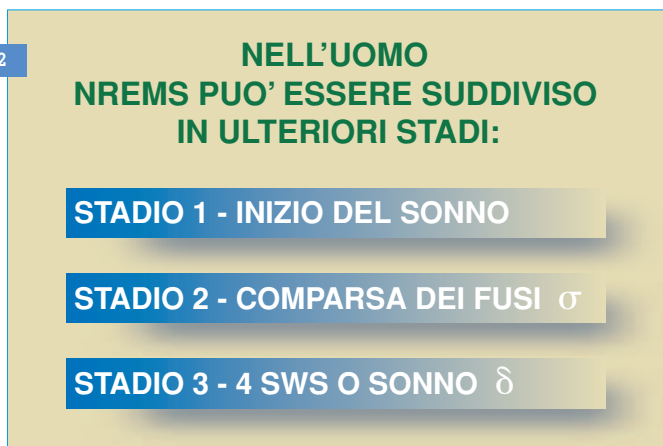 2
NELL’UOMO
NREMS PUO’ ESSERE SUDDIVISO
IN ULTERIORI STADI:
STADIO 1 - INIZIO DEL SONNO
STADIO 2 - COMPARSA DEI FUSI σ
STADIO 3 - 4 SWS O SONNO δ